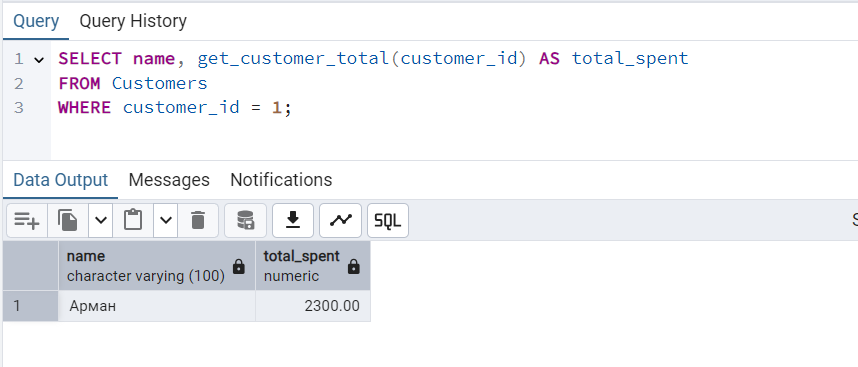 Query Query History
1 SELECT name, get_customer_total(customer_id) AS total_spent
2 FROM Customers
3 WHERE customer_id = 1;
Data Output Messages Notifications
SQL
name total_spent
character varying (100) numeric
1 Арман 2300.00